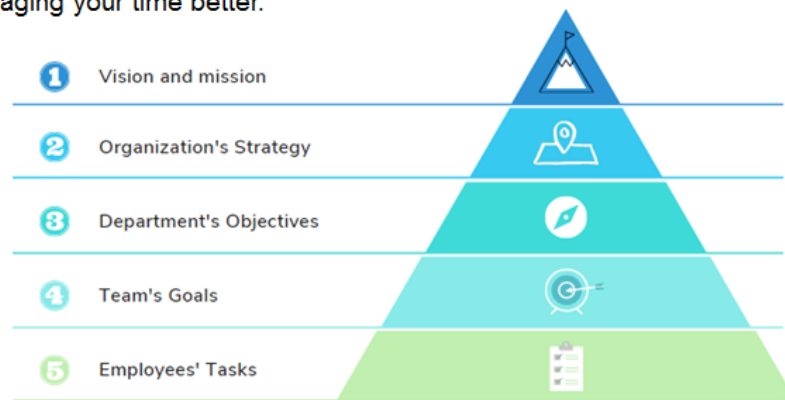 aging your time better.
1 Vision and mission
2 Organization's Strategy
3 Department's Objectives
4 Team's Goals
5 Employees' Tasks